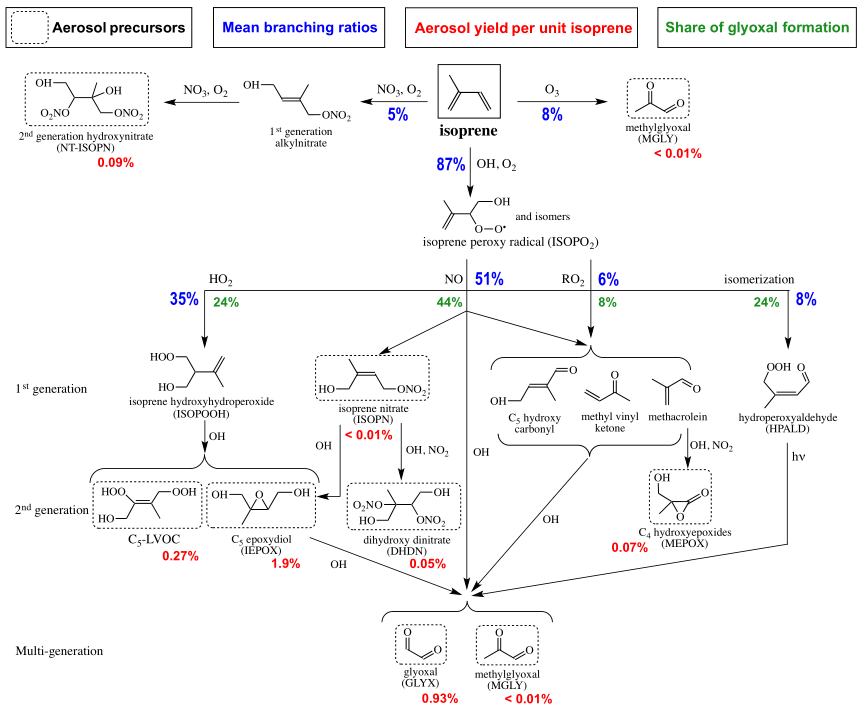 Aerosol precursors
Mean branching ratios
Aerosol yield per unit isoprene
Share of glyoxal formation
OH
OH
O₂NO
ONO₂
2nd generation hydroxynitrate
(NT-ISOPN)
0.09%
NO₃, O₂
HO
ONO₂
1st generation
alkylnitrate
NO₃, O₂
5%
isoprene
O₃
8%
O
O
methylglyoxal
(MGLY)
< 0.01%
87%
OH, O₂
OH
O–O•
and isomers
isoprene peroxy radical (ISOPO₂)
HO₂
35%
24%
NO
51%
44%
RO₂
6%
8%
isomerization
24%
8%
1st generation
HOO
HO
isoprene hydroxyhydroperoxide
(ISOPOOH)
OH
HO
ONO₂
isoprene nitrate
(ISOPN)
< 0.01%
OH
OH, NO₂
OH
O
HO
C₅ hydroxy
carbonyl
O
methyl vinyl
ketone
O
methacrolein
OH, NO₂
OOH
O
hydroperoxyaldehyde
(HPALD)
hν
2nd generation
HOO
OOH
HO
C₅-LVOC
0.27%
HO
O
OH
C₅ epoxydiol
(IEPOX)
1.9%
OH
O₂NO
HO
ONO₂
dihydroxy dinitrate
(DHDN)
0.05%
OH
OH
OH
O
O
C₄ hydroxyepoxides
(MEPOX)
0.07%
Multi-generation
O
O
glyoxal
(GLYX)
0.93%
O
O
methylglyoxal
(MGLY)
< 0.01%